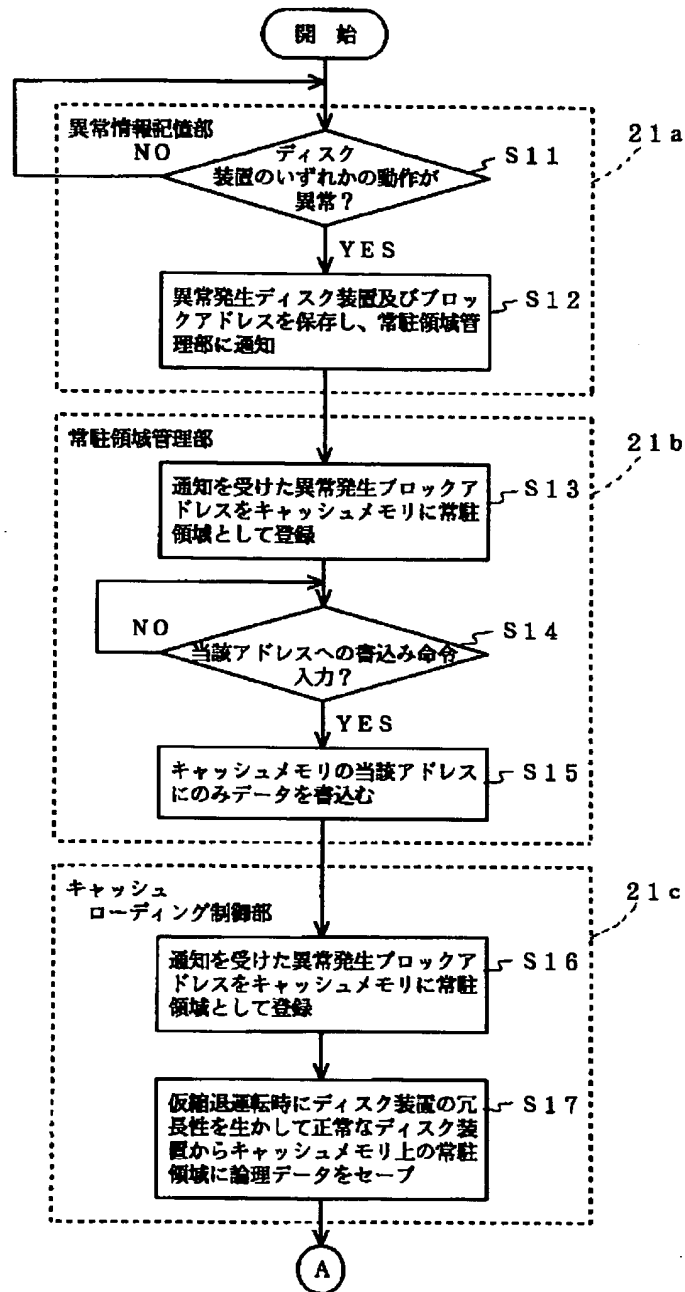 開 始
異常情報記憶部
21a
NO
ディスク
装置のいずれかの動作が
異常？
S11
YES
異常発生ディスク装置及びブロッ
クアドレスを保存し、常駐領域管
理部に通知
S12
常駐領域管理部
21b
通知を受けた異常発生ブロックア
ドレスをキャッシュメモリに常駐
領域として登録
S13
NO
当該アドレスへの書込み命令
入力？
S14
YES
キャッシュメモリの当該アドレス
にのみデータを書込む
S15
キャッシュ
ローディング制御部
21c
通知を受けた異常発生ブロックア
ドレスをキャッシュメモリに常駐
領域として登録
S16
仮縮退運転時にディスク装置の冗
長性を生かして正常なディスク装
置からキャッシュメモリ上の常駐
領域に論理データをセーブ
S17
A